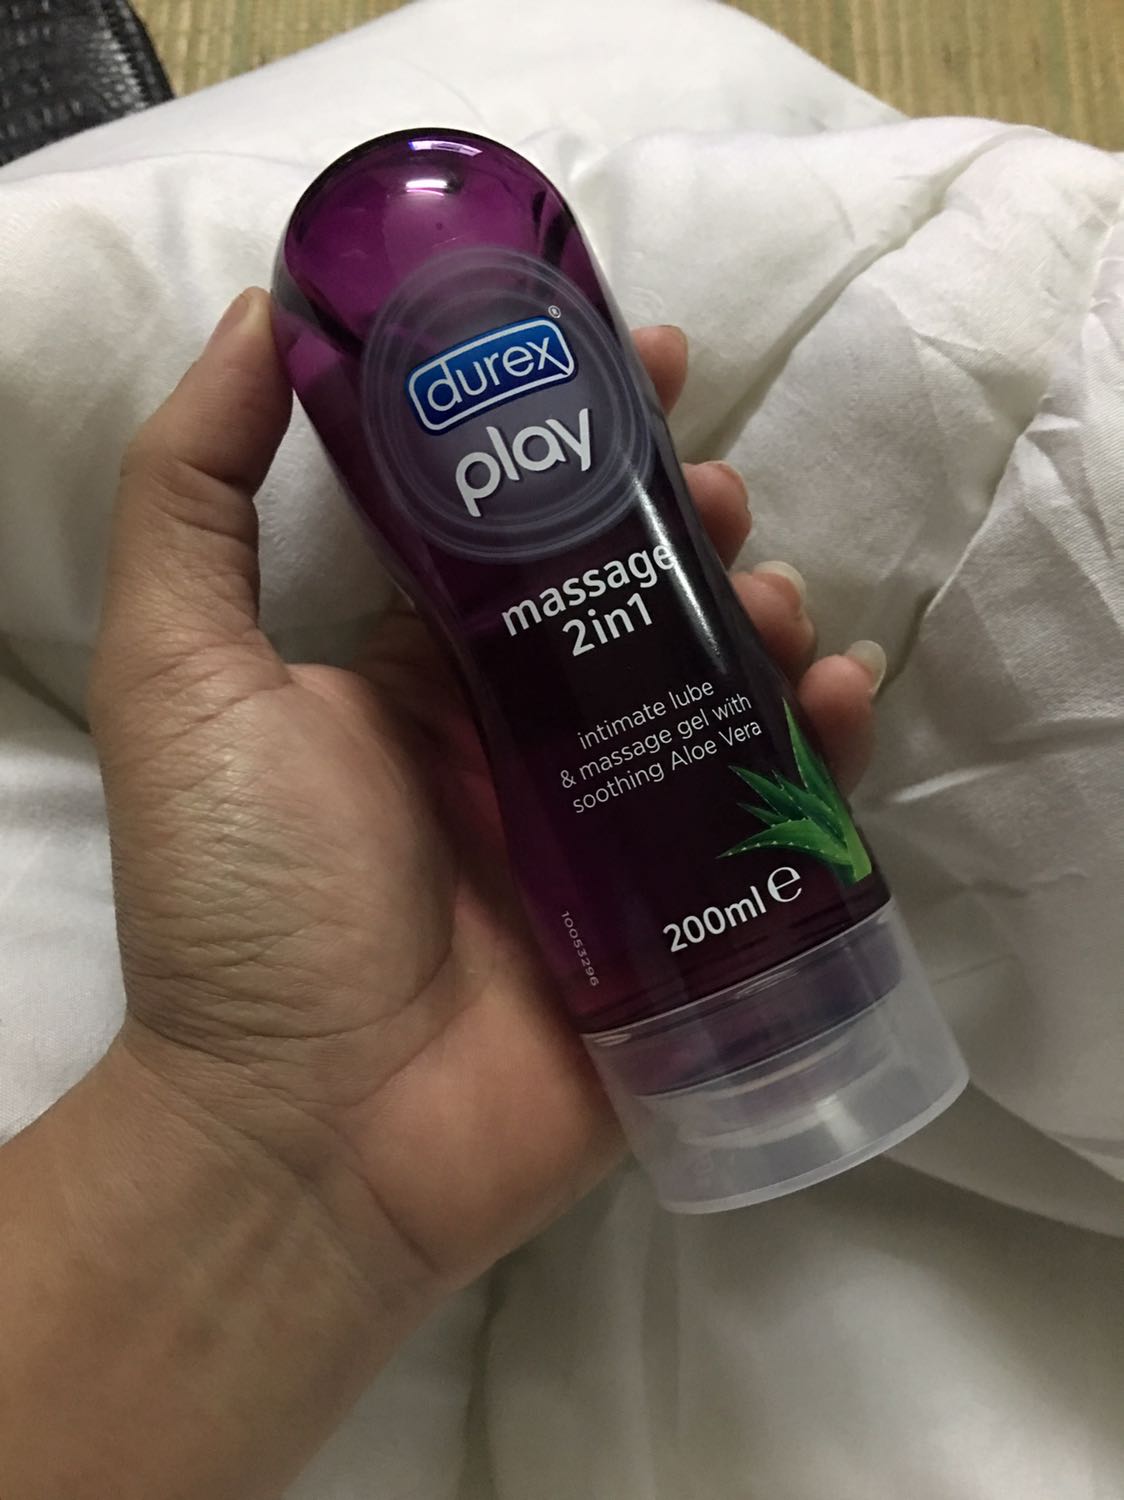 durex®
play
massage
2in1
intimate lube
& massage gel with
soothing Aloe Vera
200ml ℮
10053296